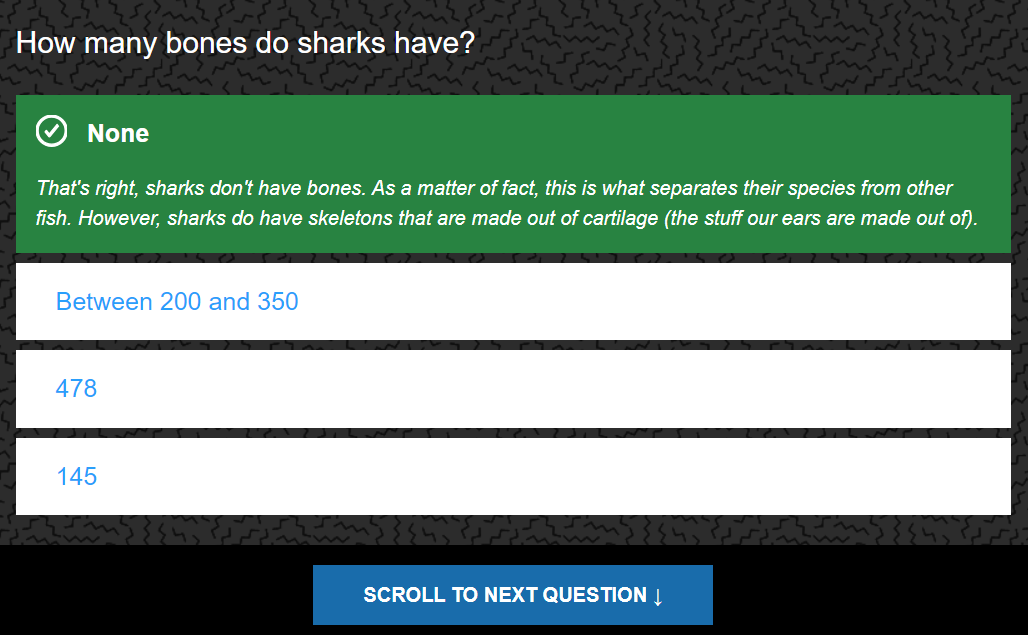 How many bones do sharks have?
None
That's right, sharks don't have bones. As a matter of fact, this is what separates their species from other
fish. However, sharks do have skeletons that are made out of cartilage (the stuff our ears are made out of).
Between 200 and 350
478
145
SCROLL TO NEXT QUESTION ↓